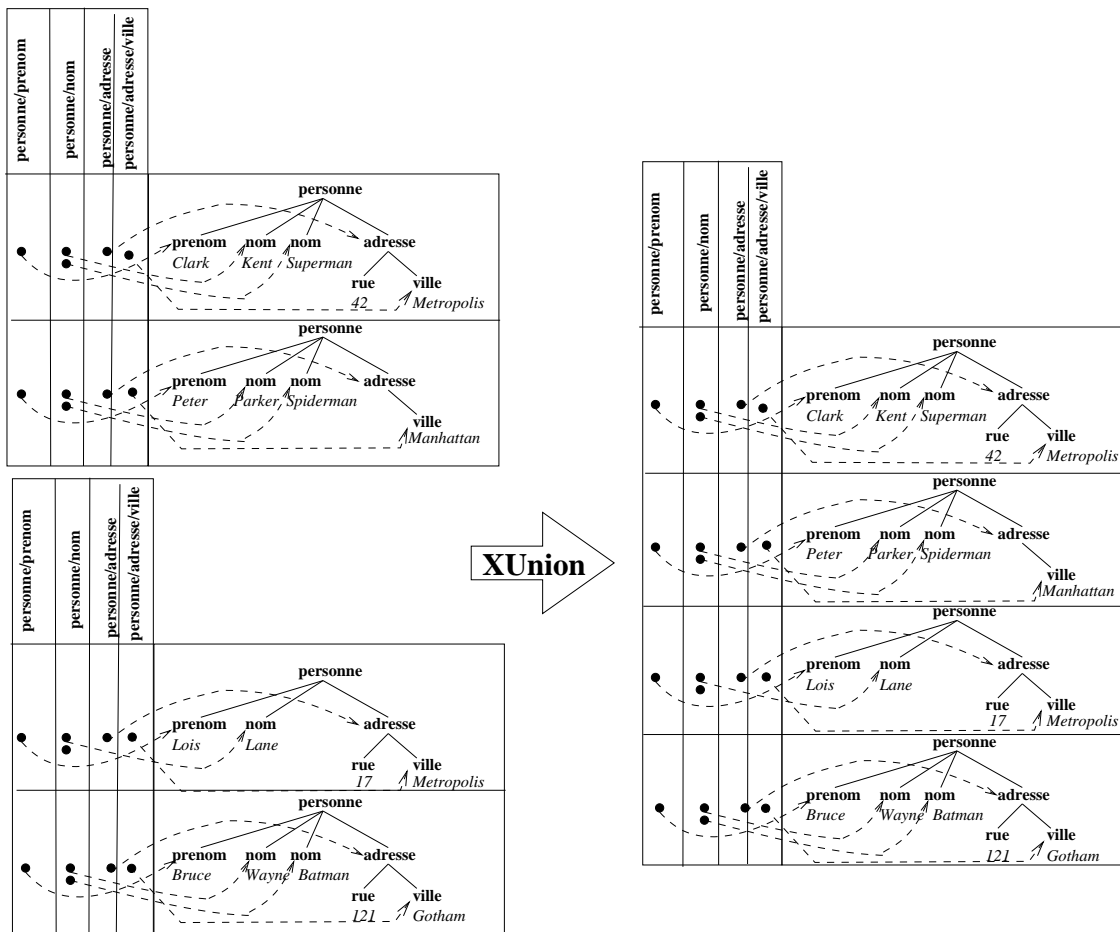 personne/prenom
personne/nom
personne/adresse
personne/adresse/ville
personne
prenom nom nom adresse
Clark Kent Superman
rue ville
42 Metropolis
personne
prenom nom nom adresse
Peter Parker Spiderman
ville
Manhattan
personne/prenom
personne/nom
personne/adresse
personne/adresse/ville
personne
prenom nom adresse
Lois Lane
rue ville
17 Metropolis
personne
prenom nom nom adresse
Bruce Wayne Batman
rue ville
121 Gotham
XUnion
personne/prenom
personne/nom
personne/adresse
personne/adresse/ville
personne
prenom nom nom adresse
Clark Kent Superman
rue ville
42 Metropolis
personne
prenom nom nom adresse
Peter Parker Spiderman
ville
Manhattan
personne
prenom nom adresse
Lois Lane
rue ville
17 Metropolis
personne
prenom nom nom adresse
Bruce Wayne Batman
rue ville
121 Gotham